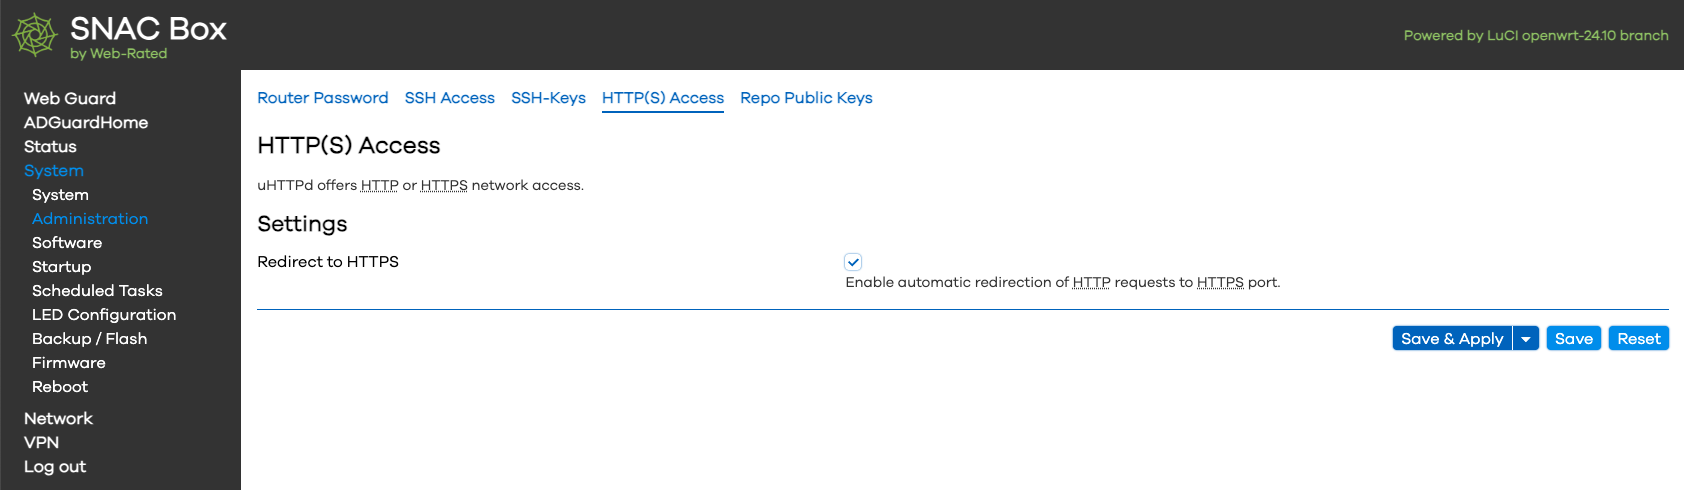 SNAC Box
by Web-Rated
Powered by LuCI openwrt-24.10 branch
Web Guard
ADGuardHome
Status
System
System
Administration
Software
Startup
Scheduled Tasks
LED Configuration
Backup / Flash
Firmware
Reboot
Network
VPN
Log out
Router Password SSH Access SSH-Keys HTTP(S) Access Repo Public Keys
HTTP(S) Access
uHTTPd offers HTTP or HTTPS network access.
Settings
Redirect to HTTPS
Enable automatic redirection of HTTP requests to HTTPS port.
Save & Apply Save Reset